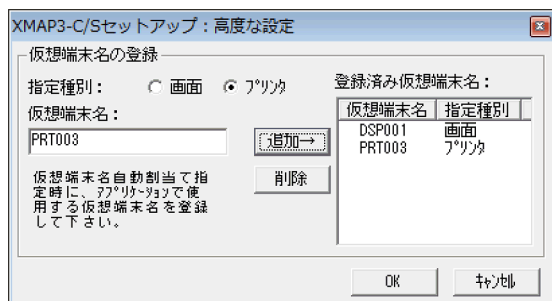 XMAP3-C/Sセットアップ：高度な設定
仮想端末名の登録
指定種別： 画面 プリンタ
仮想端末名：
PRT003
追加→
削除
仮想端末名自動割当て指
定時に、アプリケーションで使
用する仮想端末名を登録
して下さい。
登録済み仮想端末名：
仮想端末名 指定種別
DSP001 画面
PRT003 プリンタ
OK キャンセル